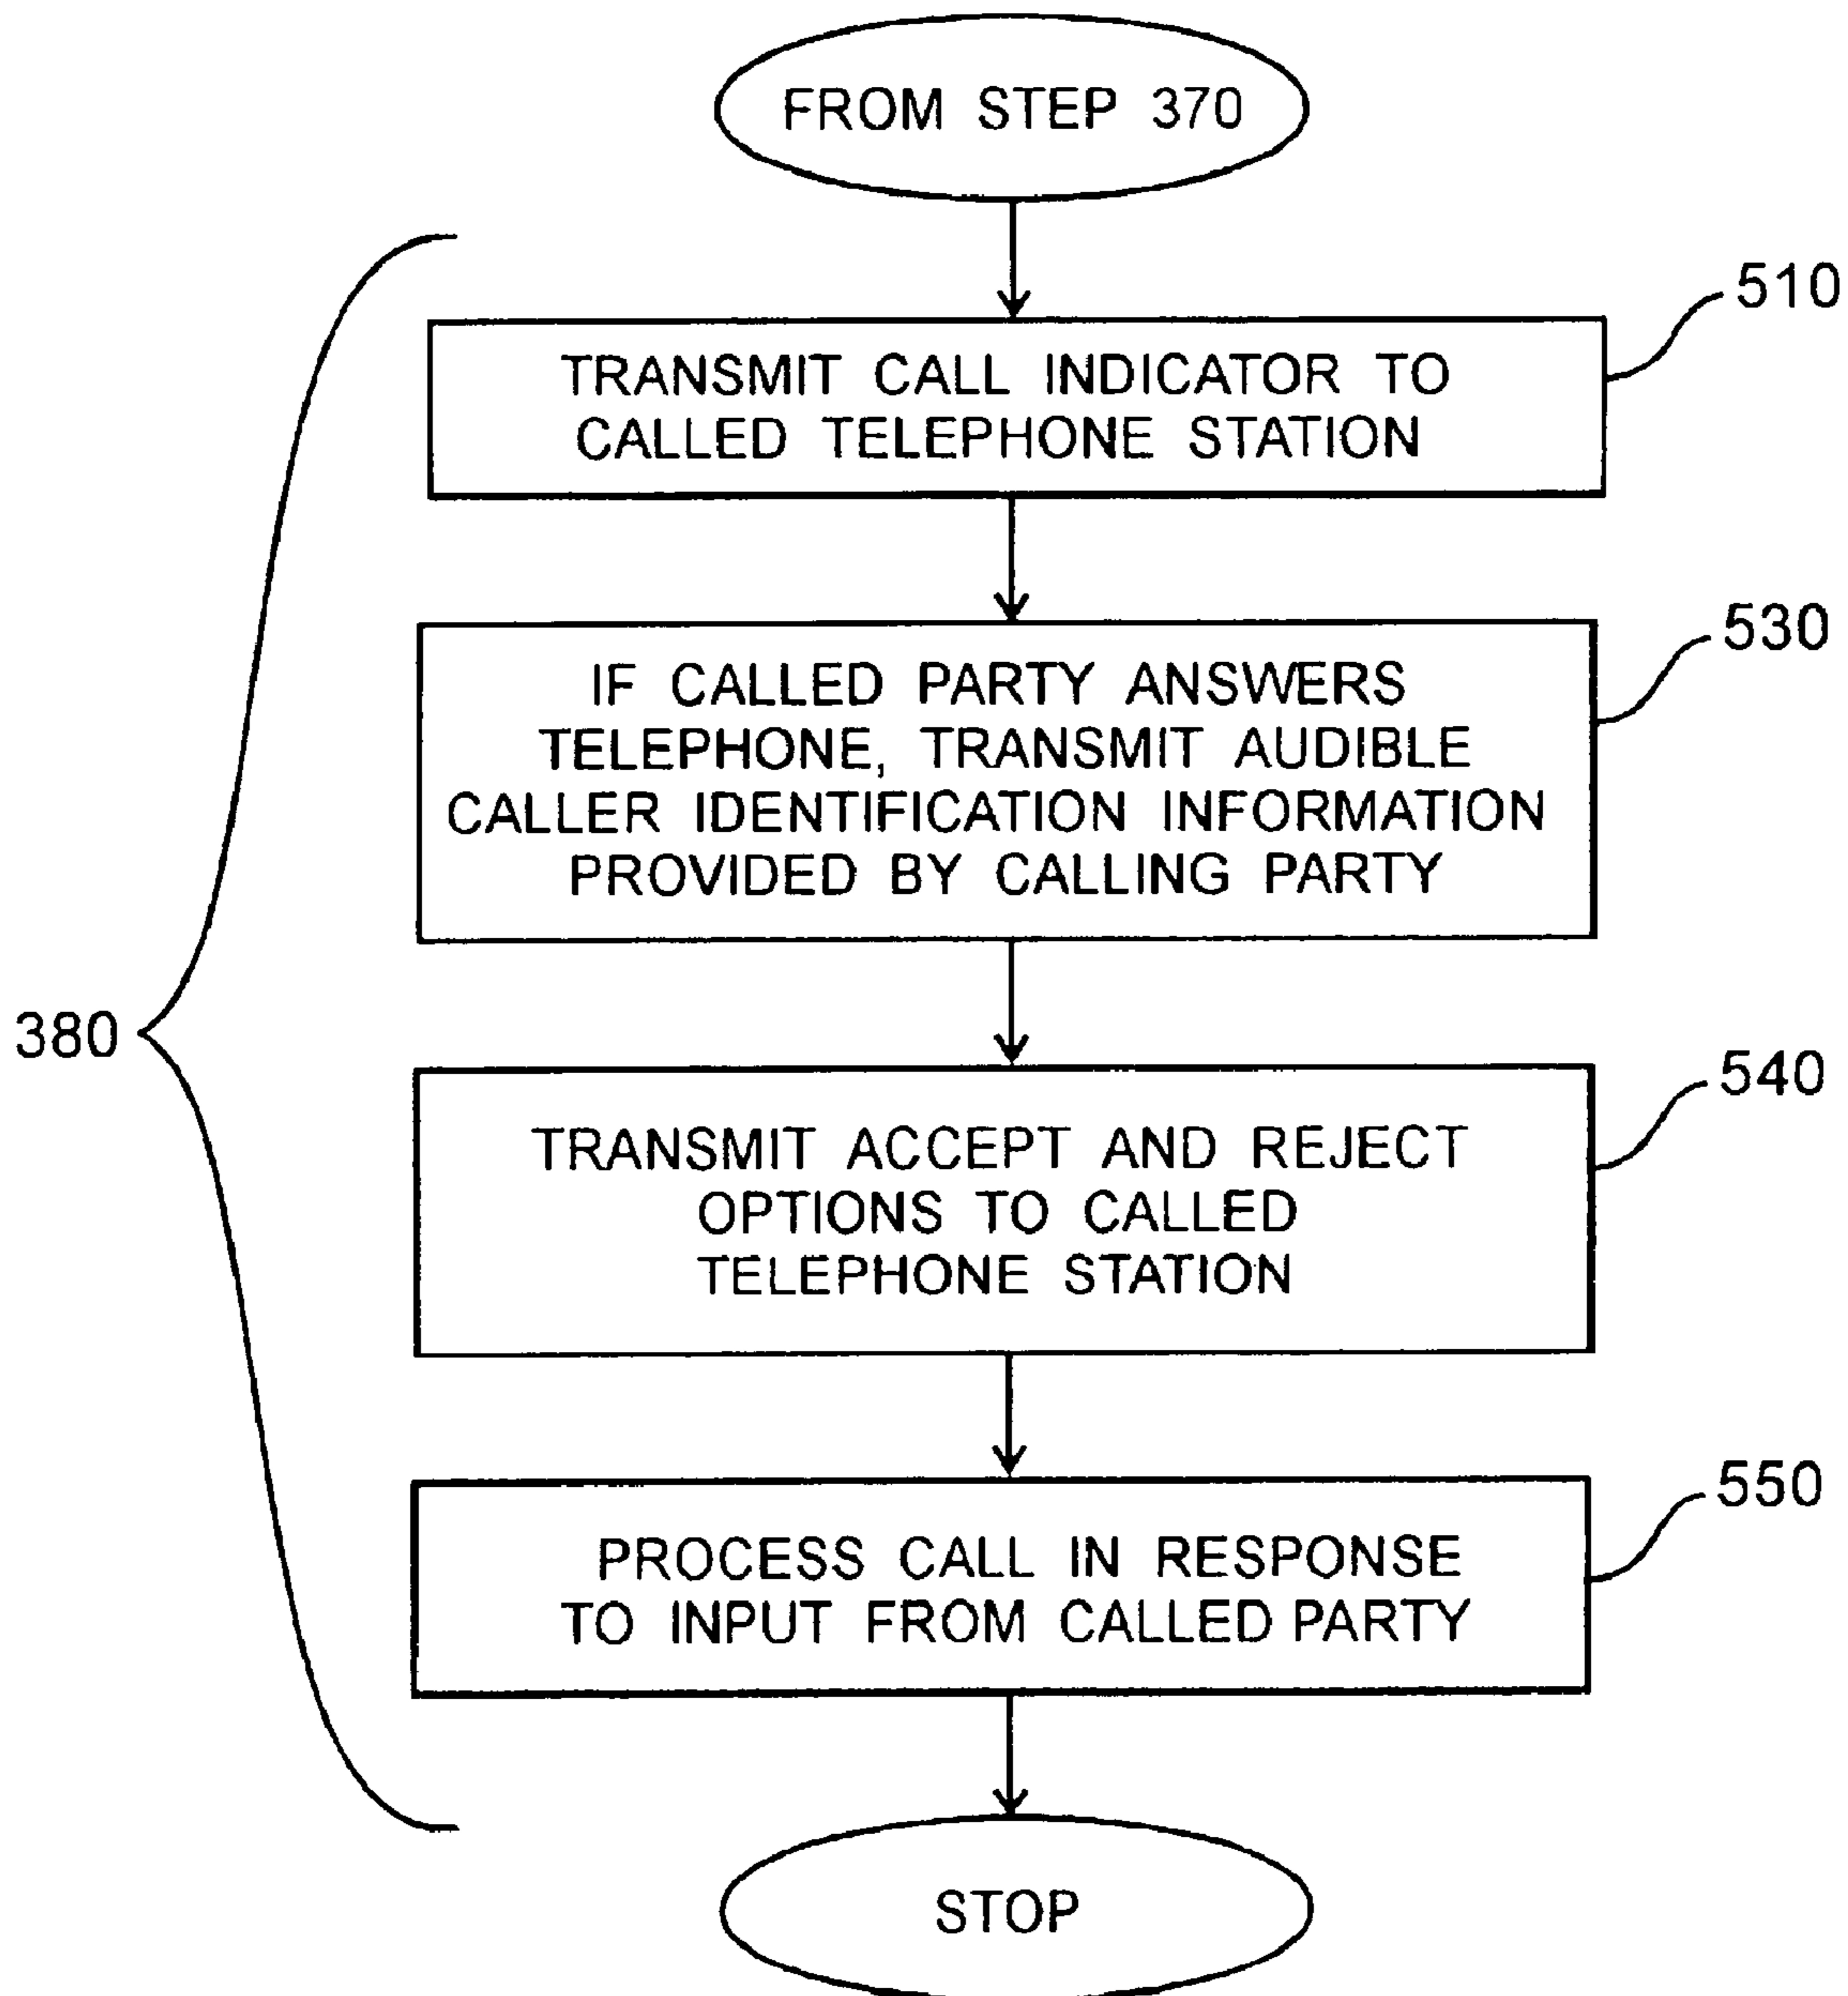 FROM STEP 370
510
TRANSMIT CALL INDICATOR TO
CALLED TELEPHONE STATION
530
IF CALLED PARTY ANSWERS
TELEPHONE, TRANSMIT AUDIBLE
CALLER IDENTIFICATION INFORMATION
PROVIDED BY CALLING PARTY
380
540
TRANSMIT ACCEPT AND REJECT
OPTIONS TO CALLED
TELEPHONE STATION
550
PROCESS CALL IN RESPONSE
TO INPUT FROM CALLED PARTY
STOP